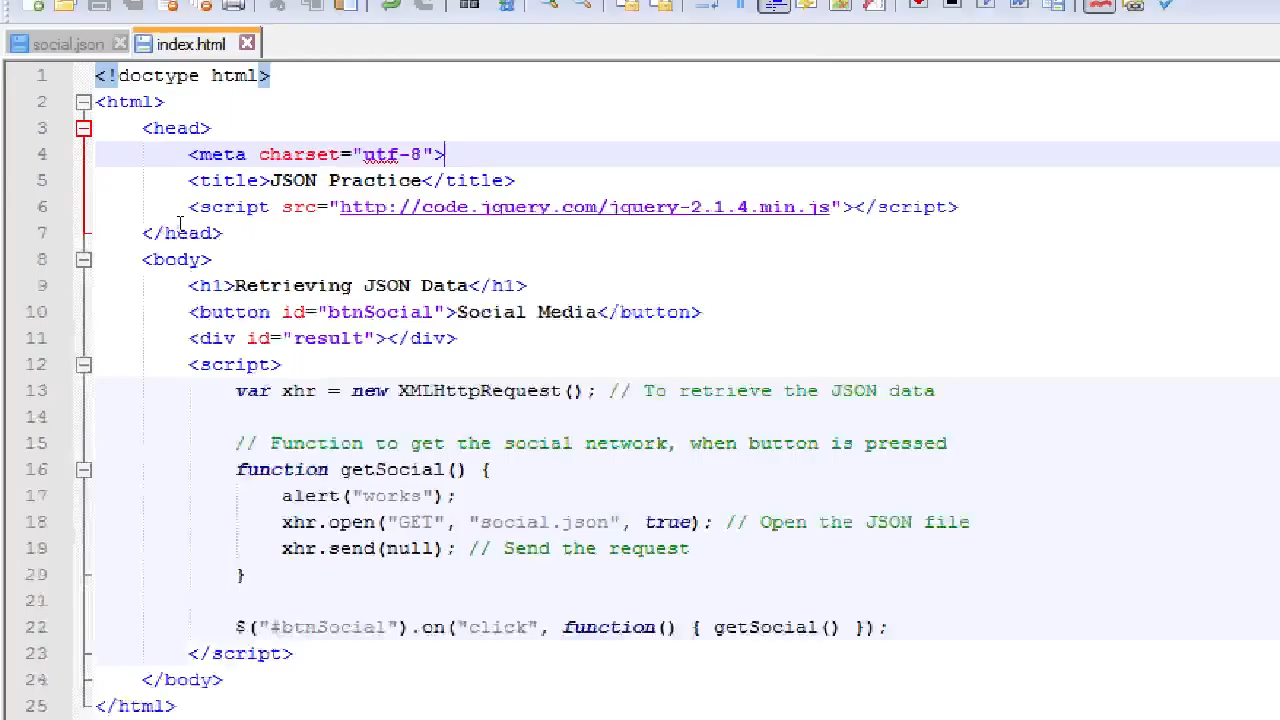 social.json index.html
1 <!doctype html>
2 <html>
3 <head>
4 <meta charset="utf-8">
5 <title>JSON Practice</title>
6 <script src="http://code.jquery.com/jquery-2.1.4.min.js"></script>
7 </head>
8 <body>
9 <h1>Retrieving JSON Data</h1>
10 <button id="btnSocial">Social Media</button>
11 <div id="result"></div>
12 <script>
13 var xhr = new XMLHttpRequest(); // To retrieve the JSON data
14
15 // Function to get the social network, when button is pressed
16 function getSocial() {
17 alert("works");
18 xhr.open("GET", "social.json", true); // Open the JSON file
19 xhr.send(null); // Send the request
20 }
21
22 $("#btnSocial").on("click", function() { getSocial() });
23 </script>
24 </body>
25 </html>